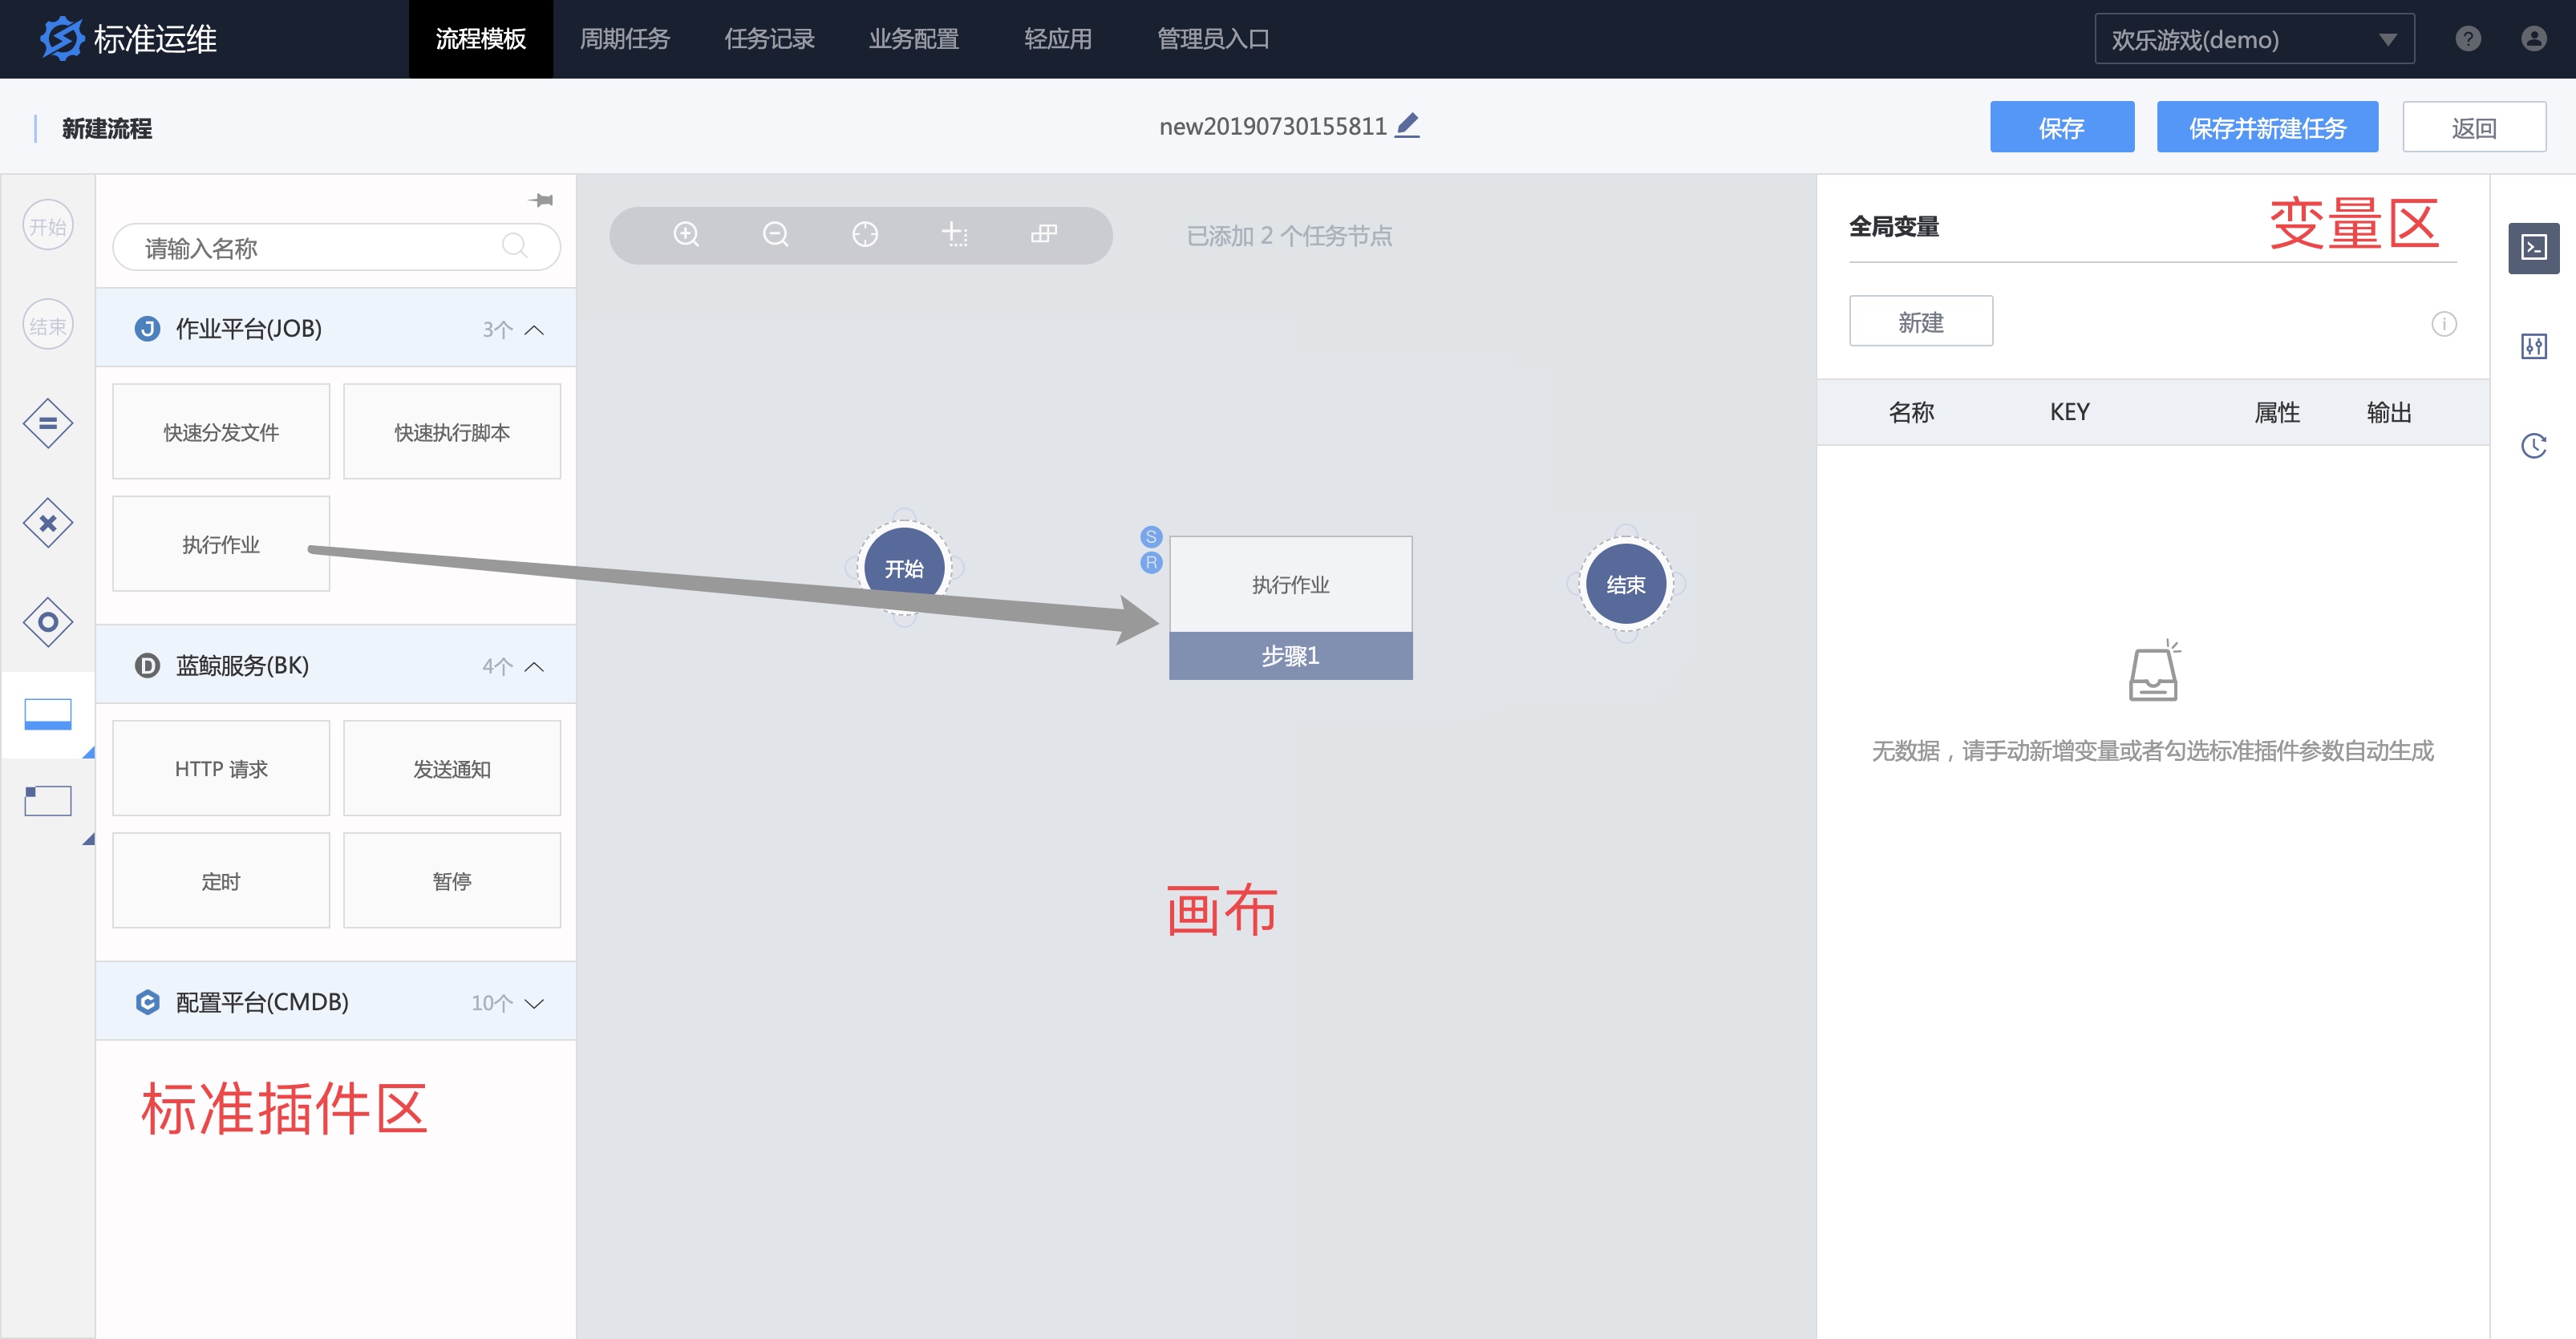 标准运维
流程模板 周期任务 任务记录 业务配置 轻应用 管理员入口
欢乐游戏(demo)
?
新建流程
new20190730155811
保存 保存并新建任务 返回
开始
结束
请输入名称
作业平台(JOB) 3个
快速分发文件 快速执行脚本
执行作业
蓝鲸服务(BK) 4个
HTTP 请求 发送通知
定时 暂停
配置平台(CMDB) 10个
标准插件区
已添加 2 个任务节点
开始
S
R
执行作业
步骤1
结束
画布
全局变量
变量区
新建
名称 KEY 属性 输出
无数据，请手动新增变量或者勾选标准插件参数自动生成